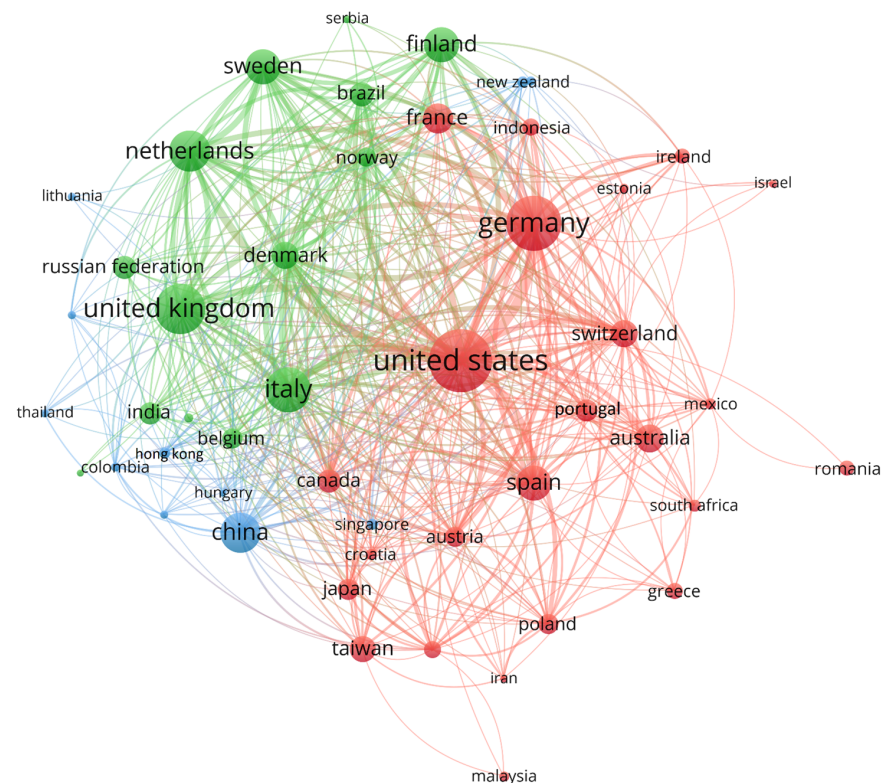 serbia
finland
sweden
new zealand
brazil
france
indonesia
netherlands
norway
ireland
israel
estonia
lithuania
germany
denmark
russian federation
united kingdom
switzerland
united states
italy
mexico
portugal
thailand
india
belgium
australia
hong kong
colombia
romania
canada
spain
hungary
south africa
singapore
china
austria
croatia
japan
greece
poland
taiwan
iran
malaysia